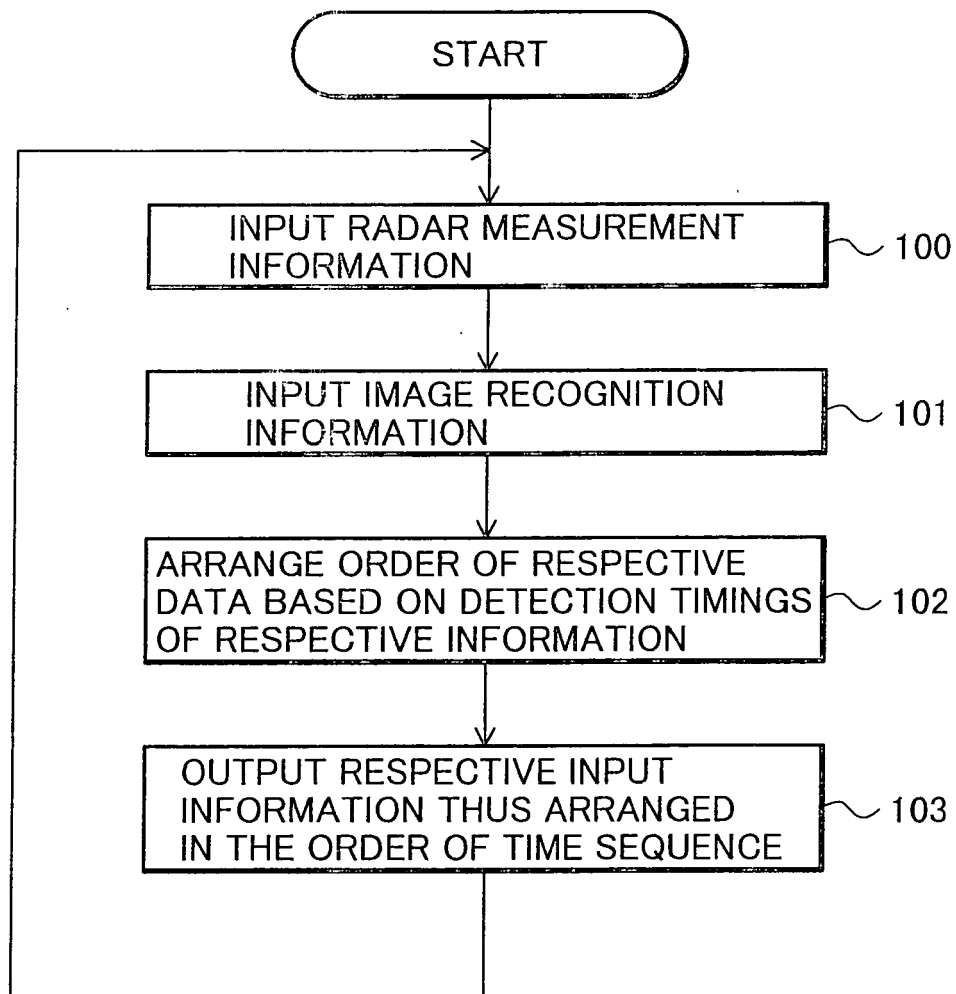 START
INPUT RADAR MEASUREMENT
INFORMATION
100
INPUT IMAGE RECOGNITION
INFORMATION
101
ARRANGE ORDER OF RESPECTIVE
DATA BASED ON DETECTION TIMINGS
OF RESPECTIVE INFORMATION
102
OUTPUT RESPECTIVE INPUT
INFORMATION THUS ARRANGED
IN THE ORDER OF TIME SEQUENCE
103